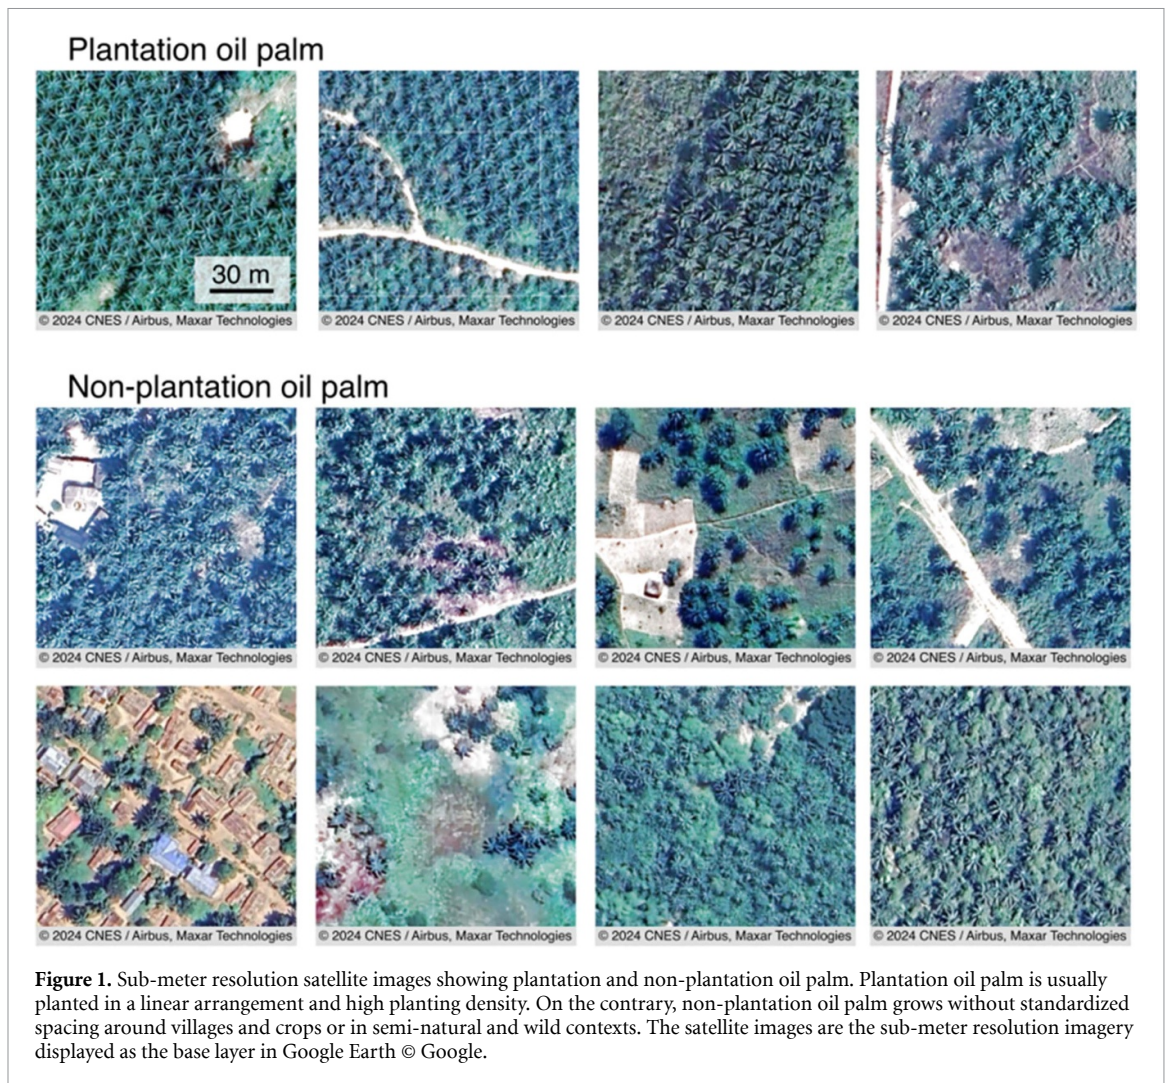 Plantation oil palm
30 m
© 2024 CNES / Airbus, Maxar Technologies
© 2024 CNES / Airbus, Maxar Technologies
© 2024 CNES / Airbus, Maxar Technologies
© 2024 CNES / Airbus, Maxar Technologies
Non-plantation oil palm
© 2024 CNES / Airbus, Maxar Technologies
© 2024 CNES / Airbus, Maxar Technologies
© 2024 CNES / Airbus, Maxar Technologies
© 2024 CNES / Airbus, Maxar Technologies
© 2024 CNES / Airbus, Maxar Technologies
© 2024 CNES / Airbus, Maxar Technologies
© 2024 CNES / Airbus, Maxar Technologies
© 2024 CNES / Airbus, Maxar Technologies
Figure 1. Sub-meter resolution satellite images showing plantation and non-plantation oil palm. Plantation oil palm is usually
planted in a linear arrangement and high planting density. On the contrary, non-plantation oil palm grows without standardized
spacing around villages and crops or in semi-natural and wild contexts. The satellite images are the sub-meter resolution imagery
displayed as the base layer in Google Earth © Google.